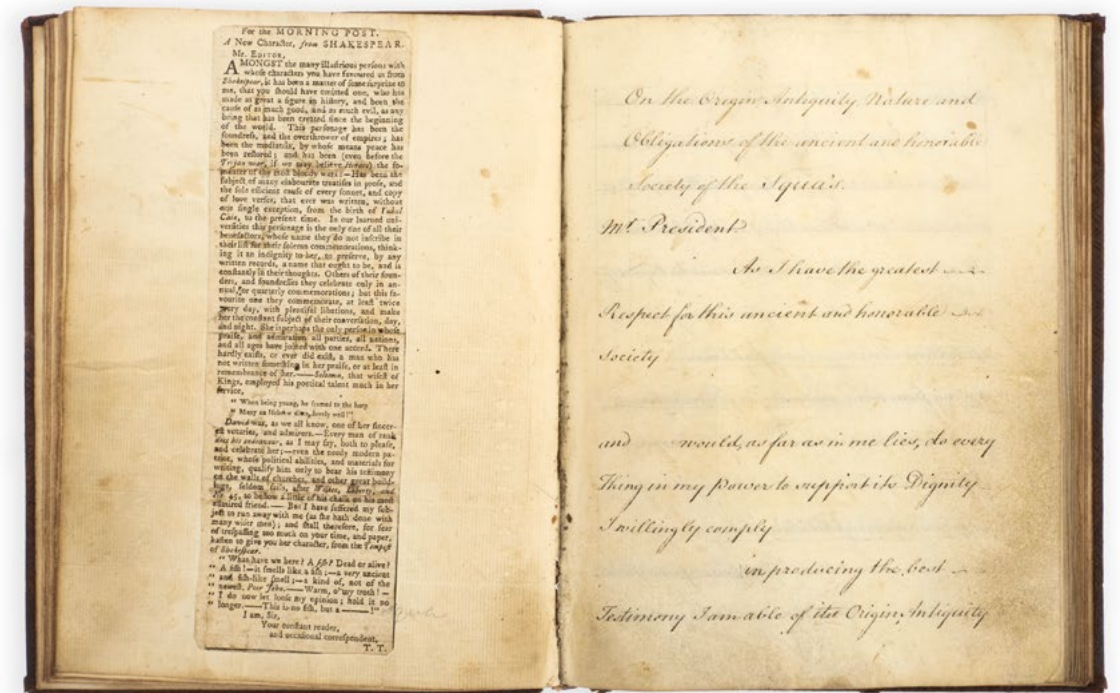 For the MORNING POST.
A New Character, from SHAKESPEAR.
Mr. EDITOR,
AMONGST the many illustrious persons with
whose characters you have favoured us from
Shakespear, it has been a matter of some surprize to
me, that you should have omitted one, who has
made as great a figure in history, and been the
cause of as much good, and as much evil, as any
being that has been created since the beginning
of the world. This personage has been the
foundress, and the overthrower of empires; has
been the mediatrix, by whose means peace has
been restored; and has been (even before the
Trojan war, if we may believe Horace) the fo-
menter of the most bloody wars!—Has been the
subject of many elabourate treatises in prose, and
the sole efficient cause of every sonnet, and copy
of love verses, that ever was written, without
one single exception, from the birth of Tubal
Cain, to the present time. In our learned uni-
versities this personage is the only one of all their
benefactors, whose name they do not inscribe in
their list for their solemn commemorations, think-
ing it an indignity to her, to preserve, by any
written records, a name that ought to be, and is
constantly in their thoughts. Others of their foun-
ders, and foundresses they celebrate only in an-
nual, or quarterly commemorations; but this fa-
vourite one they commemorate, at least twice
every day, with plentiful libations, and make
her the constant subject of their conversation, day,
and night. She is perhaps the only person in whose
praise, and admiration all parties, all nations,
and all ages have joined with one accord. There
hardly exists, or ever did exist, a man who has
not written something in her praise, or at least in
remembrance of her.——Solomon, that wisest of
Kings, employed his poetical talent much in her
service,
" When being young, he strummed to the harp
" Many an Hebrew down, lovely well!"
David was, as we all know, one of her sincer-
est votaries, and admirers.—Every man of rank
does his endeavour, as I may say, both to please,
and celebrate her;—even the needy modern pa-
triot, whose political abilities, and materials for
writing, qualify him only to bear his testimony
on the walls of churches, and other great build-
ings, seldom fails, after Wilkes, Liberty, and
No 45, to bestow a little of his chalk on his most
admired friend.—— But I have suffered my sub-
ject to run away with me (as she hath done with
many wiser men); and shall therefore, for fear
of trespassing too much on your time, and paper,
hasten to give you her character, from the Tempest
of Shakespear.
" What have we here? A fish? Dead or alive?
" A fish!—it smells like a fish;—a very ancient
" and fish-like smell;—a kind of, not of the
" newest, Poor John.——Warm, o' my troth!—
" I do now let loose my opinion; hold it no
" longer.——This is no fish, but a ———!"
I am, Sir,
Your constant reader,
and occasional correspondent,
T. T.
On the Origin Antiquity Nature and
Obligations of the ancient and honorable
Society of the
Mr. President
As I have the greatest
Respect for this ancient and honorable
Society
and would, as far as in me lies, do every
Thing in my Power to support its Dignity
I willingly comply
in producing the best
Testimony I am able of its Origin Antiquity